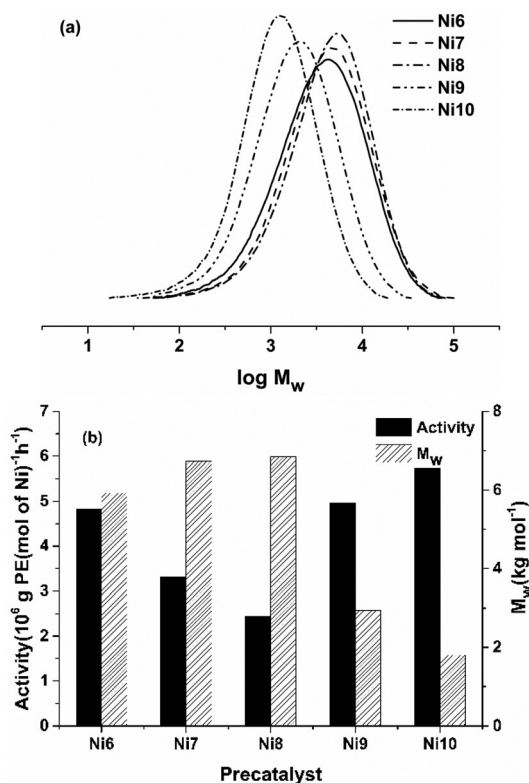 (a)
Ni6
Ni7
Ni8
Ni9
Ni10
1 2 3 4 5
log Mw
(b)
Activity
Mw
7
6
5
4
3
2
1
0
8
6
4
2
0
Activity(10⁶ g PE(mol of Ni)⁻¹h⁻¹
Mw(kg mol⁻¹)
Ni6 Ni7 Ni8 Ni9 Ni10
Precatalyst